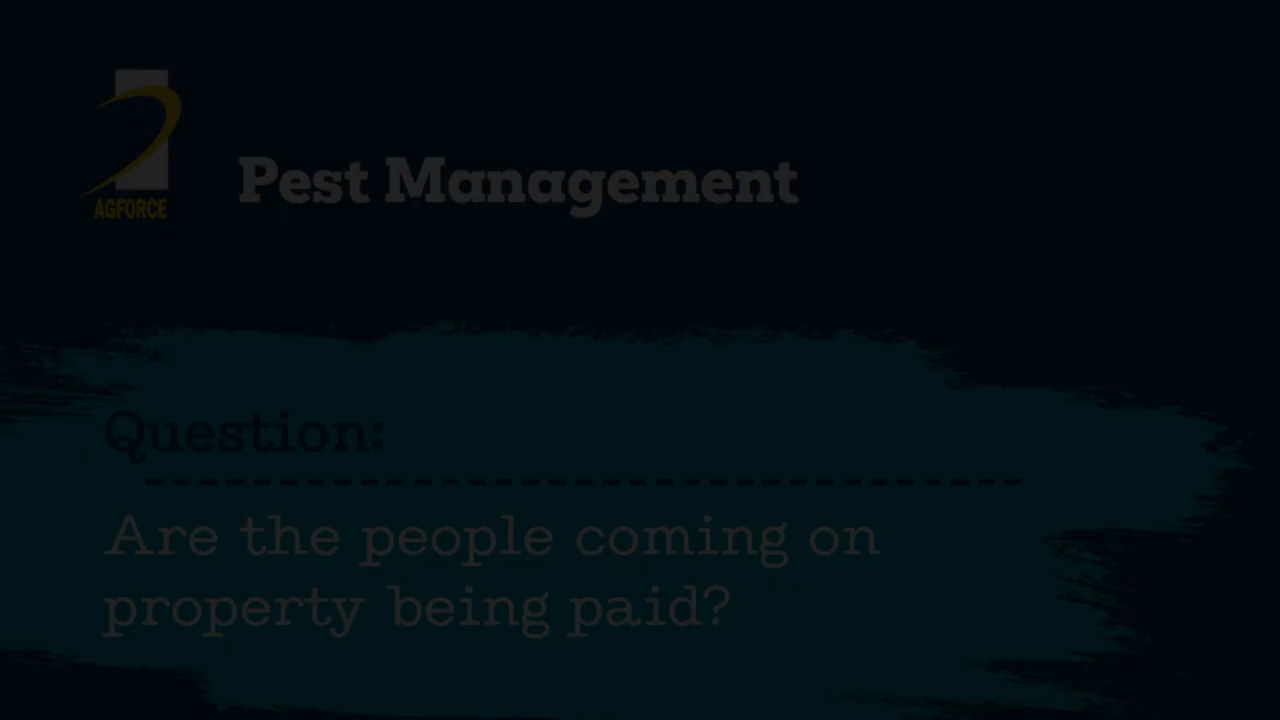 AGFORCE
Pest Management
Question:
Are the people coming on
property being paid?